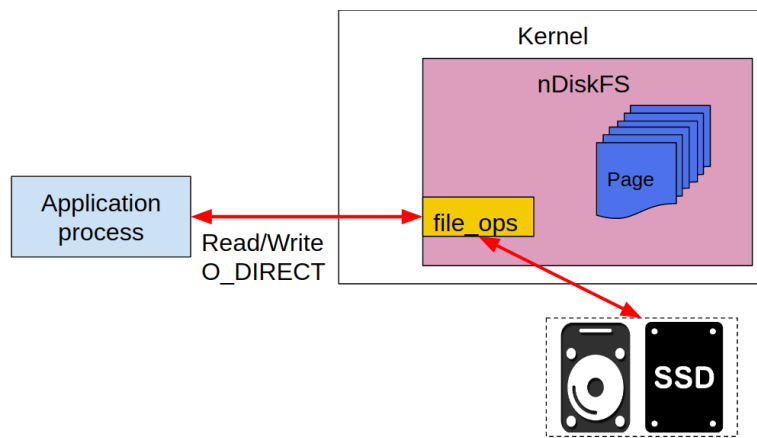 Kernel
nDiskFS
Page
Application
process
file_ops
Read/Write
O_DIRECT
SSD